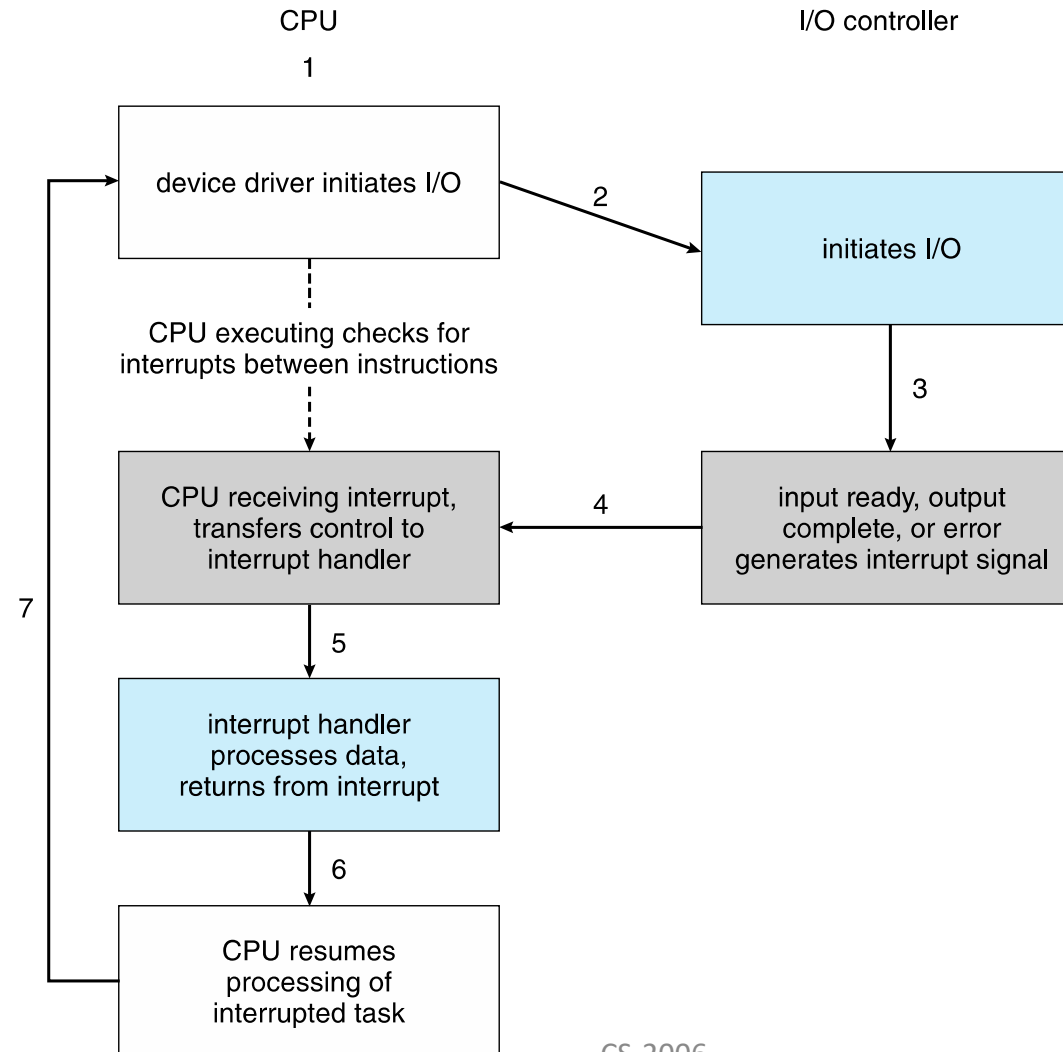 CPU
I/O controller
1
device driver initiates I/O
2
initiates I/O
CPU executing checks for
interrupts between instructions
3
CPU receiving interrupt,
transfers control to
interrupt handler
4
input ready, output
complete, or error
generates interrupt signal
7
5
interrupt handler
processes data,
returns from interrupt
6
CPU resumes
processing of
interrupted task
CS-2006